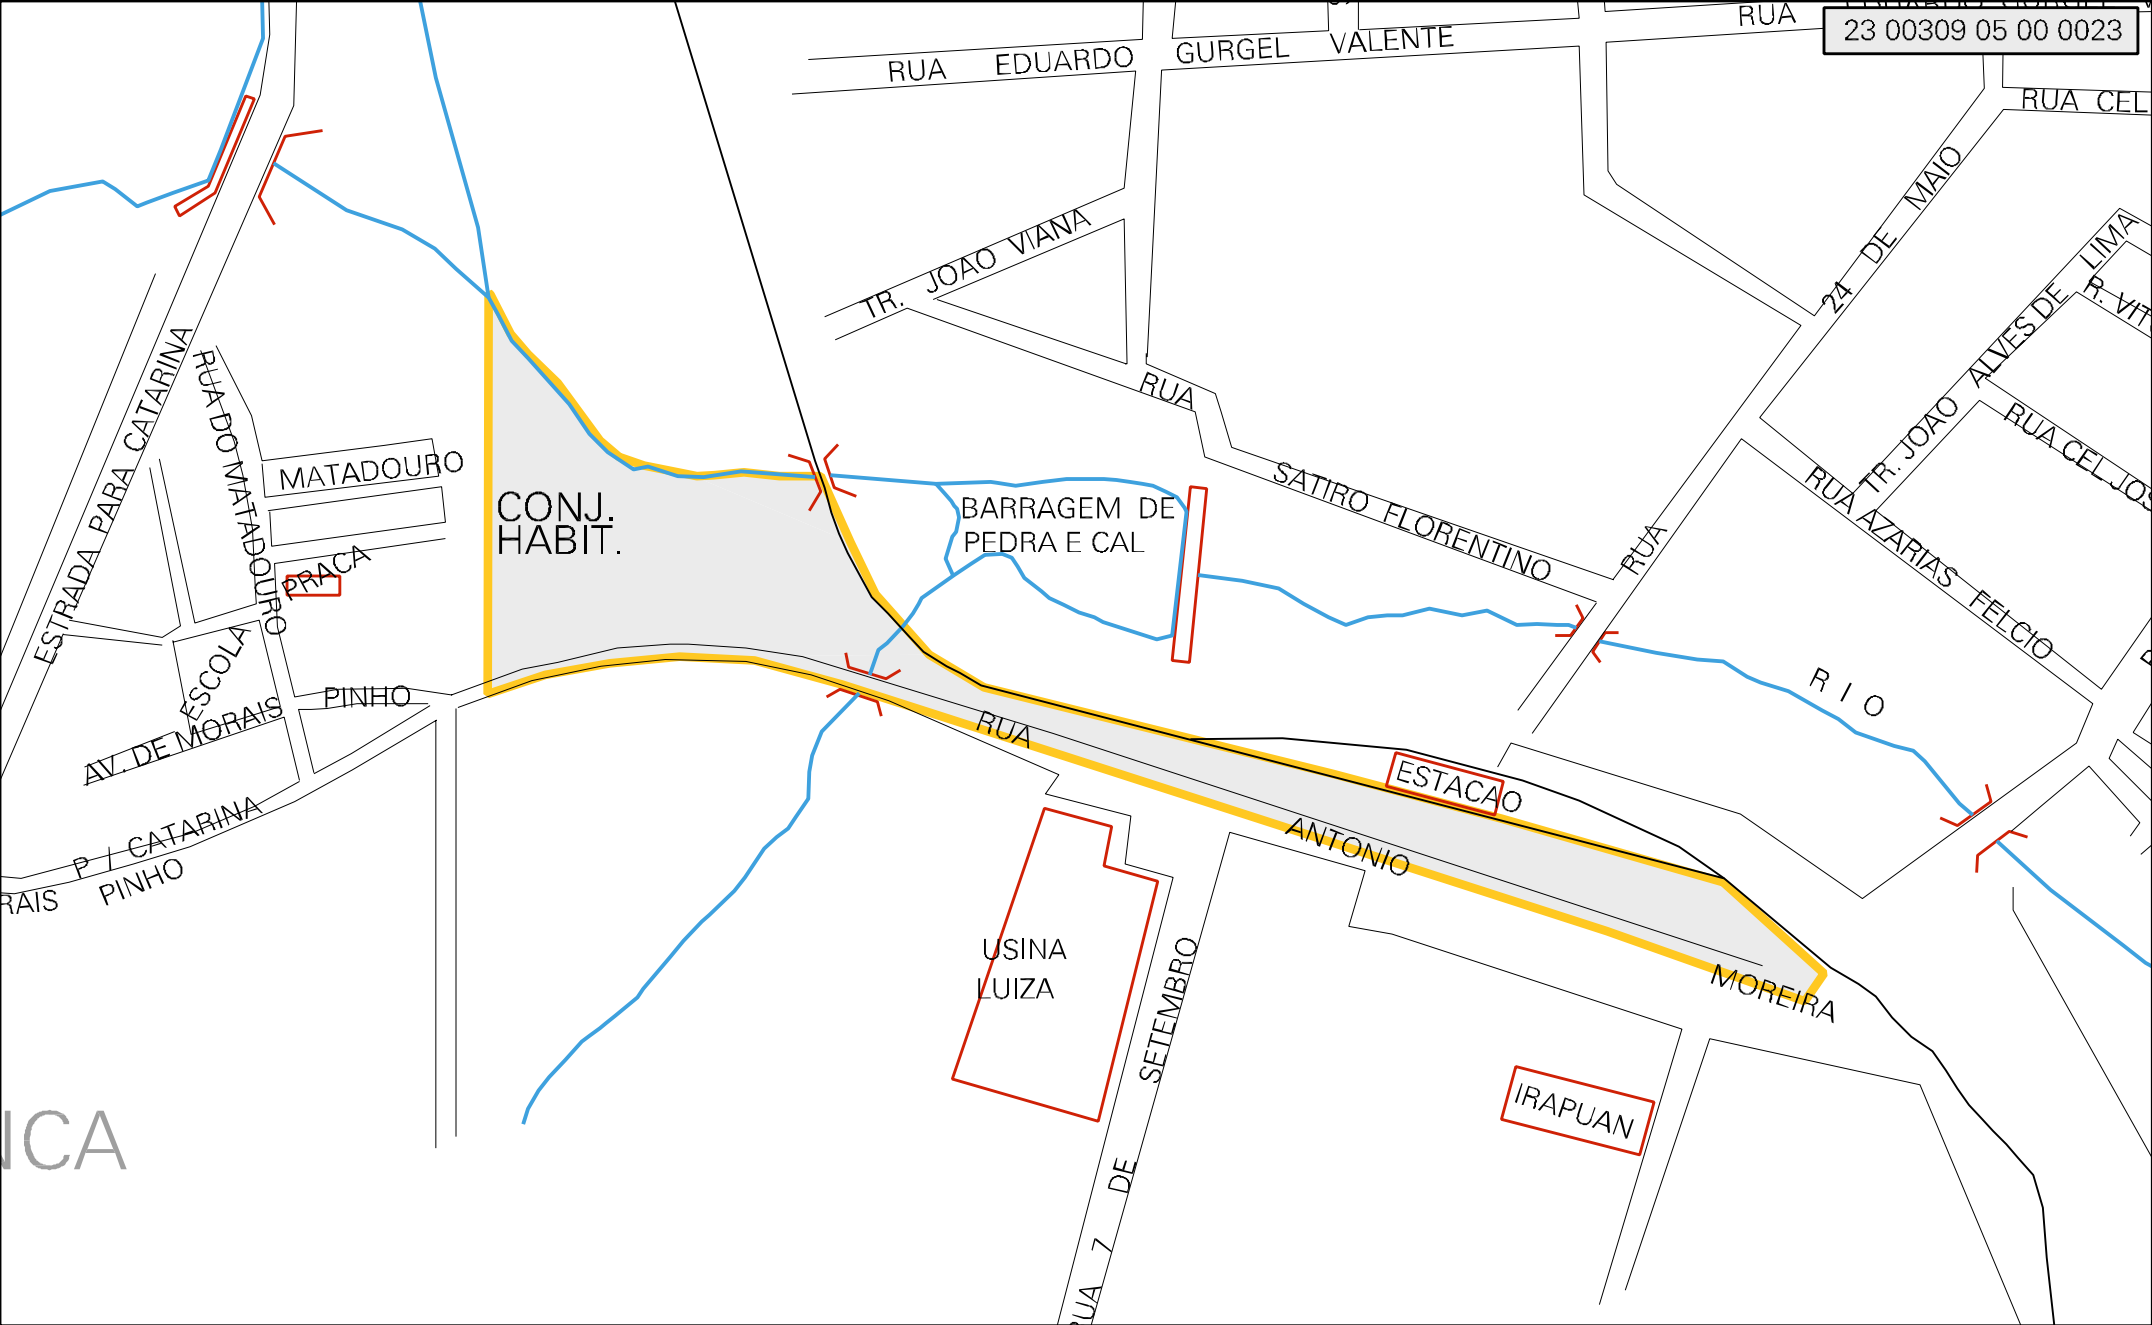 23 00309 05 00 0023
RUA
RUA EDUARDO GURGEL VALENTE
RUA CEL
24 DE MAIO
RUA
TR. JOAO VIANA
TR. JOAO ALVES DE LIMA
R. VIT
RUA CEL JOS
RUA SATIRO FLORENTINO
RUA AZARIAS FELCIO
ESTRADA PARA CATARINA
RUA DO MATADOURO
MATADOURO
CONJ.
HABIT.
BARRAGEM DE
PEDRA E CAL
PRACA
ESCOLA
PINHO
AV. DE MORAIS
RIO
RUA ANTONIO MOREIRA
ESTACAO
P / CATARINA
RAIS PINHO
USINA
LUIZA
RUA 7 DE SETEMBRO
IRAPUAN
NCA